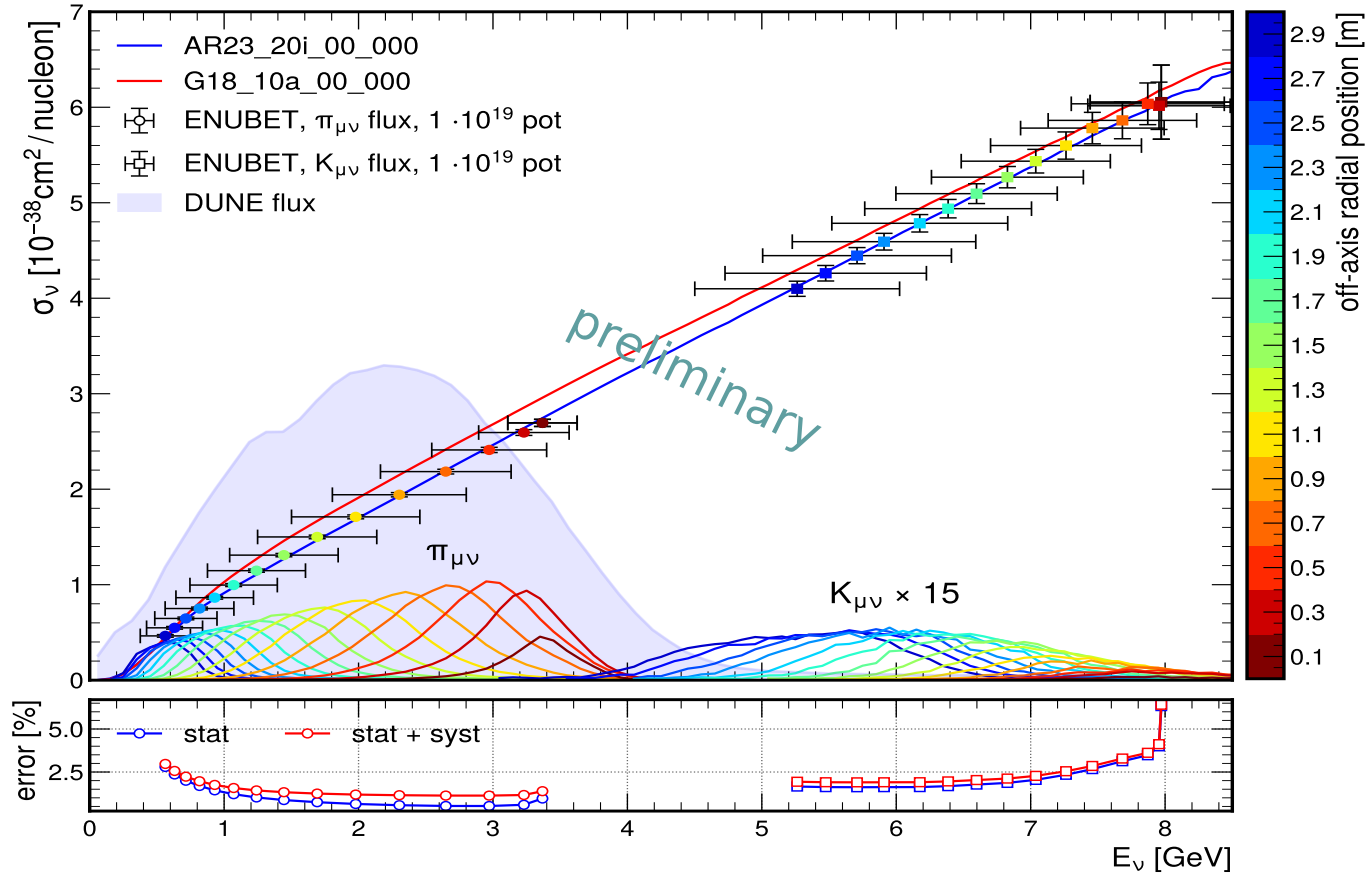 7
6
5
4
3
2
1
0
σν [10⁻³⁸cm²/nucleon]
AR23_20i_00_000
G18_10a_00_000
ENUBET, πμν flux, 1 ·10¹⁹ pot
ENUBET, Kμν flux, 1 ·10¹⁹ pot
DUNE flux
preliminary
πμν
Kμν × 15
2.9
2.7
2.5
2.3
2.1
1.9
1.7
1.5
1.3
1.1
0.9
0.7
0.5
0.3
0.1
off-axis radial position [m]
error [%]
5.0
2.5
stat
stat + syst
0 1 2 3 4 5 6 7 8
Eν [GeV]